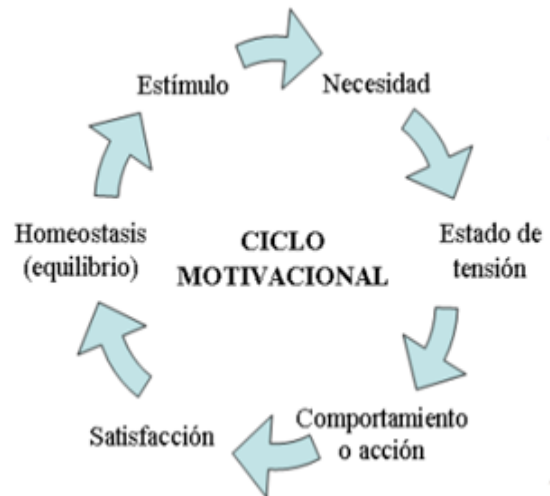 Estímulo
Necesidad
Homeostasis
(equilibrio)
CICLO
MOTIVACIONAL
Estado de
tensión
Satisfacción
Comportamiento
o acción